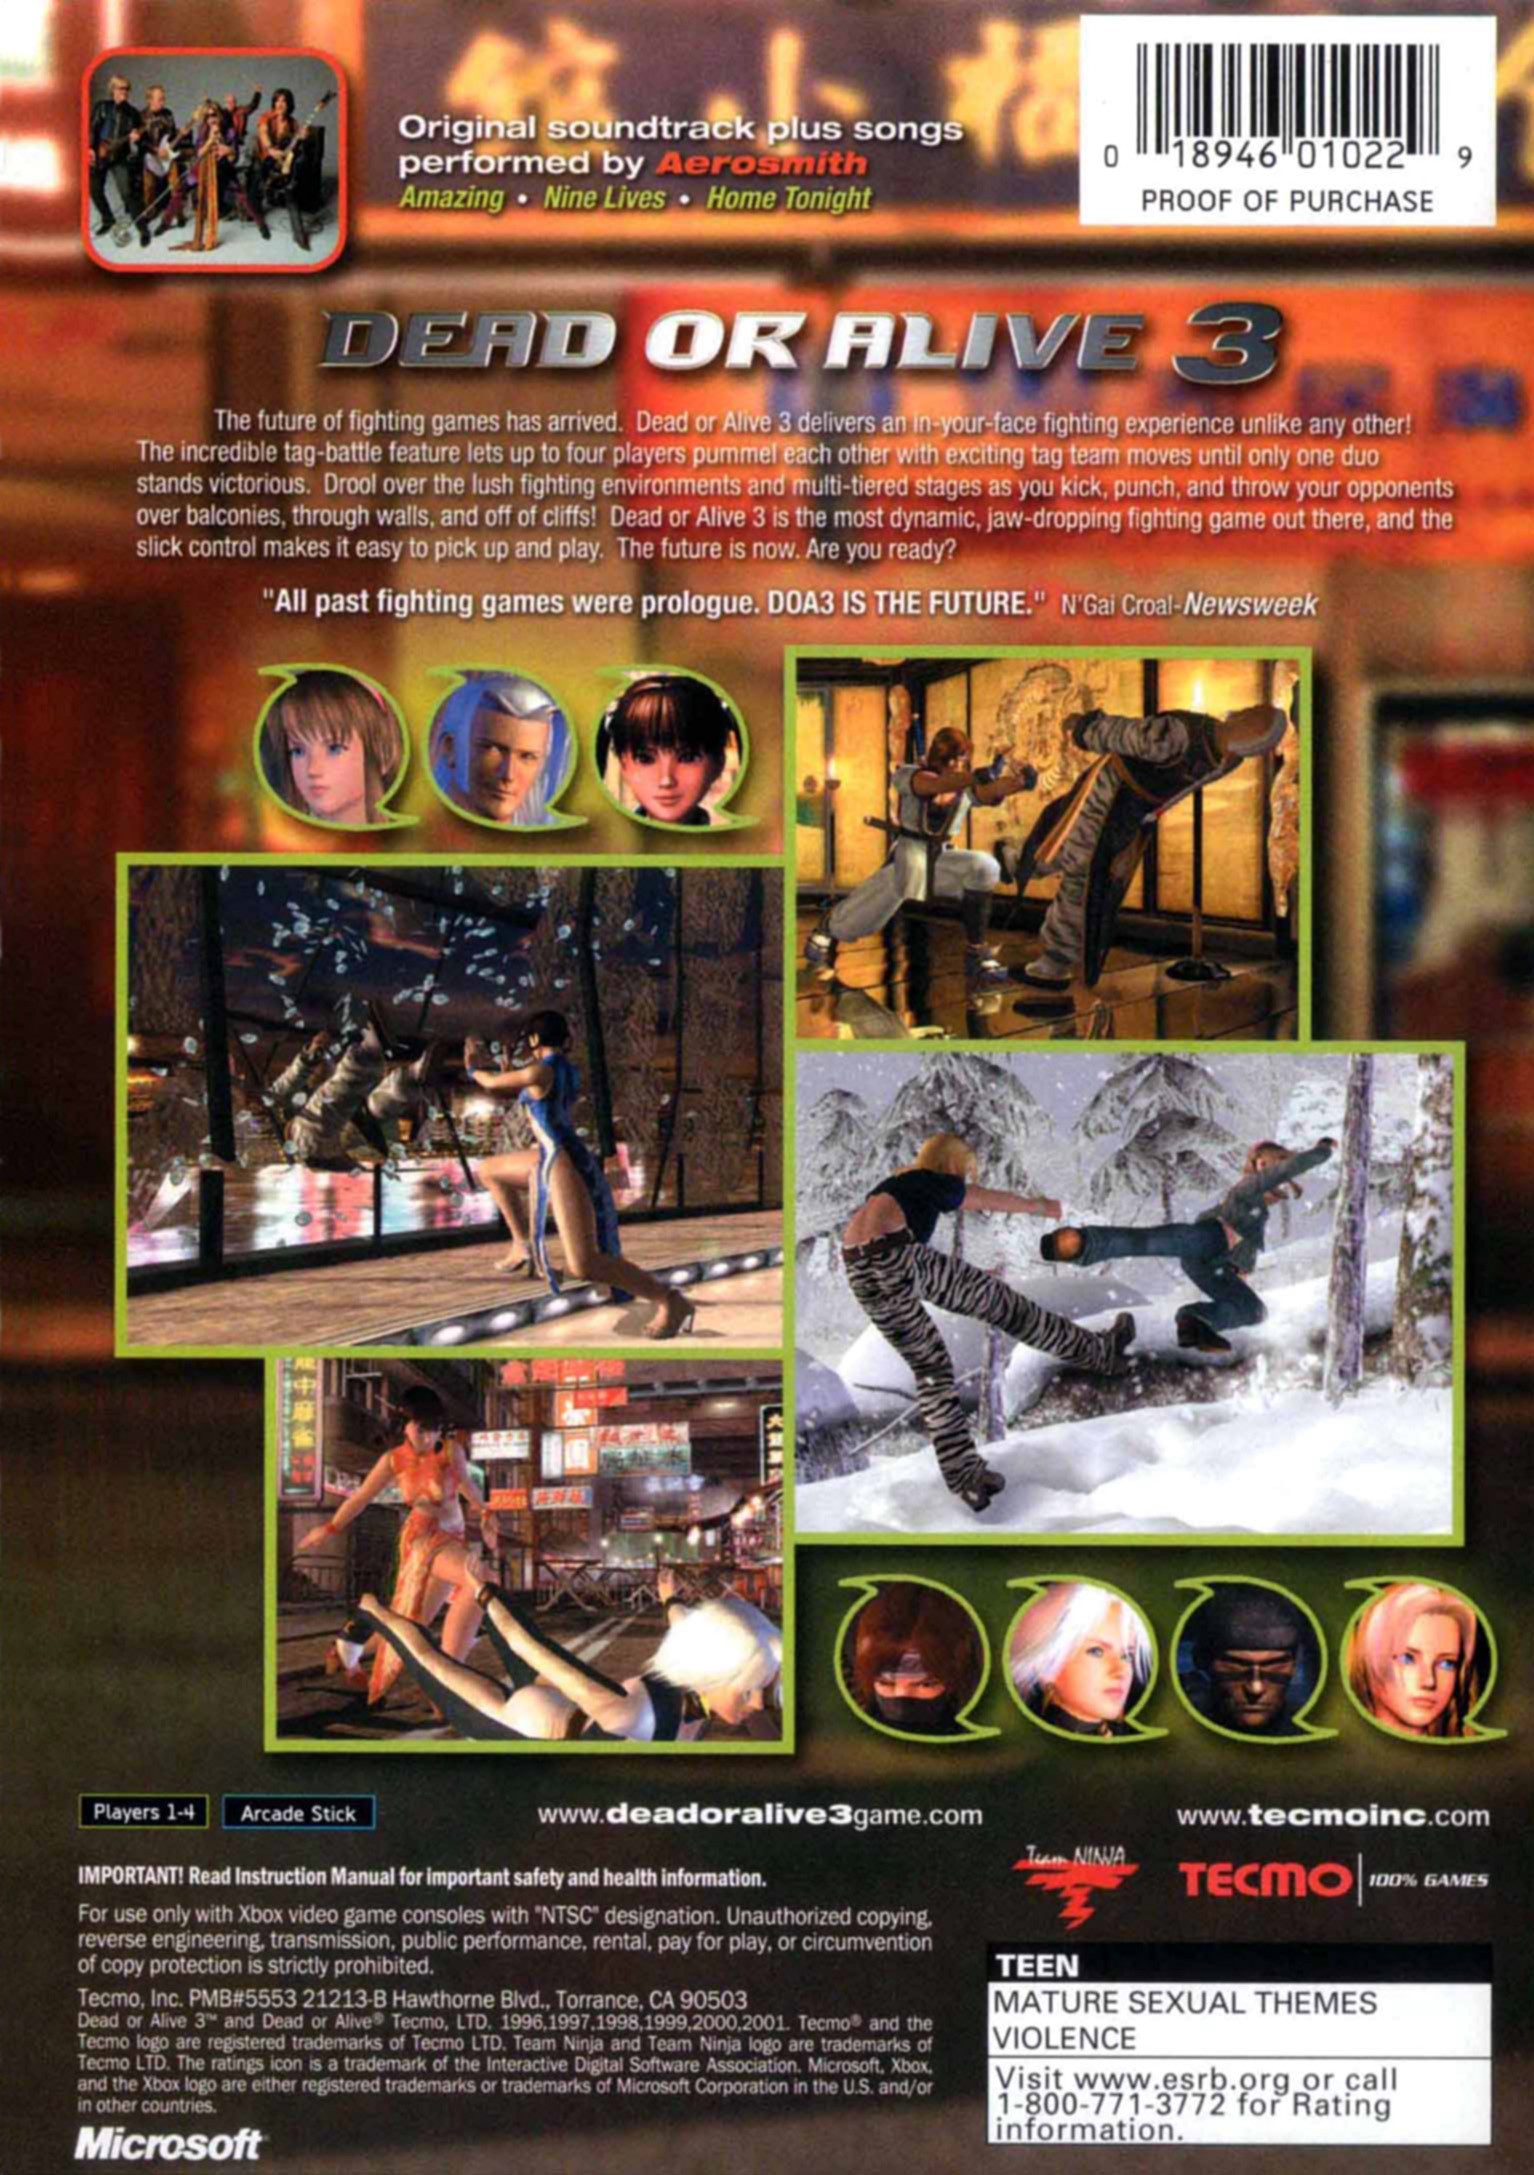 Original soundtrack plus songs
performed by Aerosmith
Amazing • Nine Lives • Home Tonight
0 18946 01022 9
PROOF OF PURCHASE
DEAD OR ALIVE 3
The future of fighting games has arrived. Dead or Alive 3 delivers an in-your-face fighting experience unlike any other!
The incredible tag-battle feature lets up to four players pummel each other with exciting tag team moves until only one duo
stands victorious. Drool over the lush fighting environments and multi-tiered stages as you kick, punch, and throw your opponents
over balconies, through walls, and off of cliffs! Dead or Alive 3 is the most dynamic, jaw-dropping fighting game out there, and the
slick control makes it easy to pick up and play. The future is now. Are you ready?
"All past fighting games were prologue. DOA3 IS THE FUTURE." N'Gai Croal-Newsweek
Players 1-4
Arcade Stick
www.deadoralive3game.com
www.tecmoinc.com
IMPORTANT! Read Instruction Manual for important safety and health information.
Team NINJA
TECMO 100% GAMES
For use only with Xbox video game consoles with "NTSC" designation. Unauthorized copying,
reverse engineering, transmission, public performance, rental, pay for play, or circumvention
of copy protection is strictly prohibited.
Tecmo, Inc. PMB#5553 21213-B Hawthorne Blvd., Torrance, CA 90503
Dead or Alive 3™ and Dead or Alive® Tecmo, LTD. 1996,1997,1998,1999,2000,2001. Tecmo® and the
Tecmo logo are registered trademarks of Tecmo LTD. Team Ninja and Team Ninja logo are trademarks of
Tecmo LTD. The ratings icon is a trademark of the Interactive Digital Software Association. Microsoft, Xbox,
and the Xbox logo are either registered trademarks or trademarks of Microsoft Corporation in the U.S. and/or
in other countries.
Microsoft
TEEN
MATURE SEXUAL THEMES
VIOLENCE
Visit www.esrb.org or call
1-800-771-3772 for Rating
information.